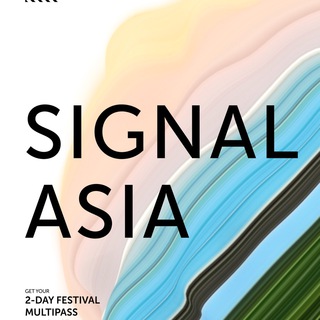 SIGNAL
ASIA
GET YOUR
2-DAY FESTIVAL
MULTIPASS